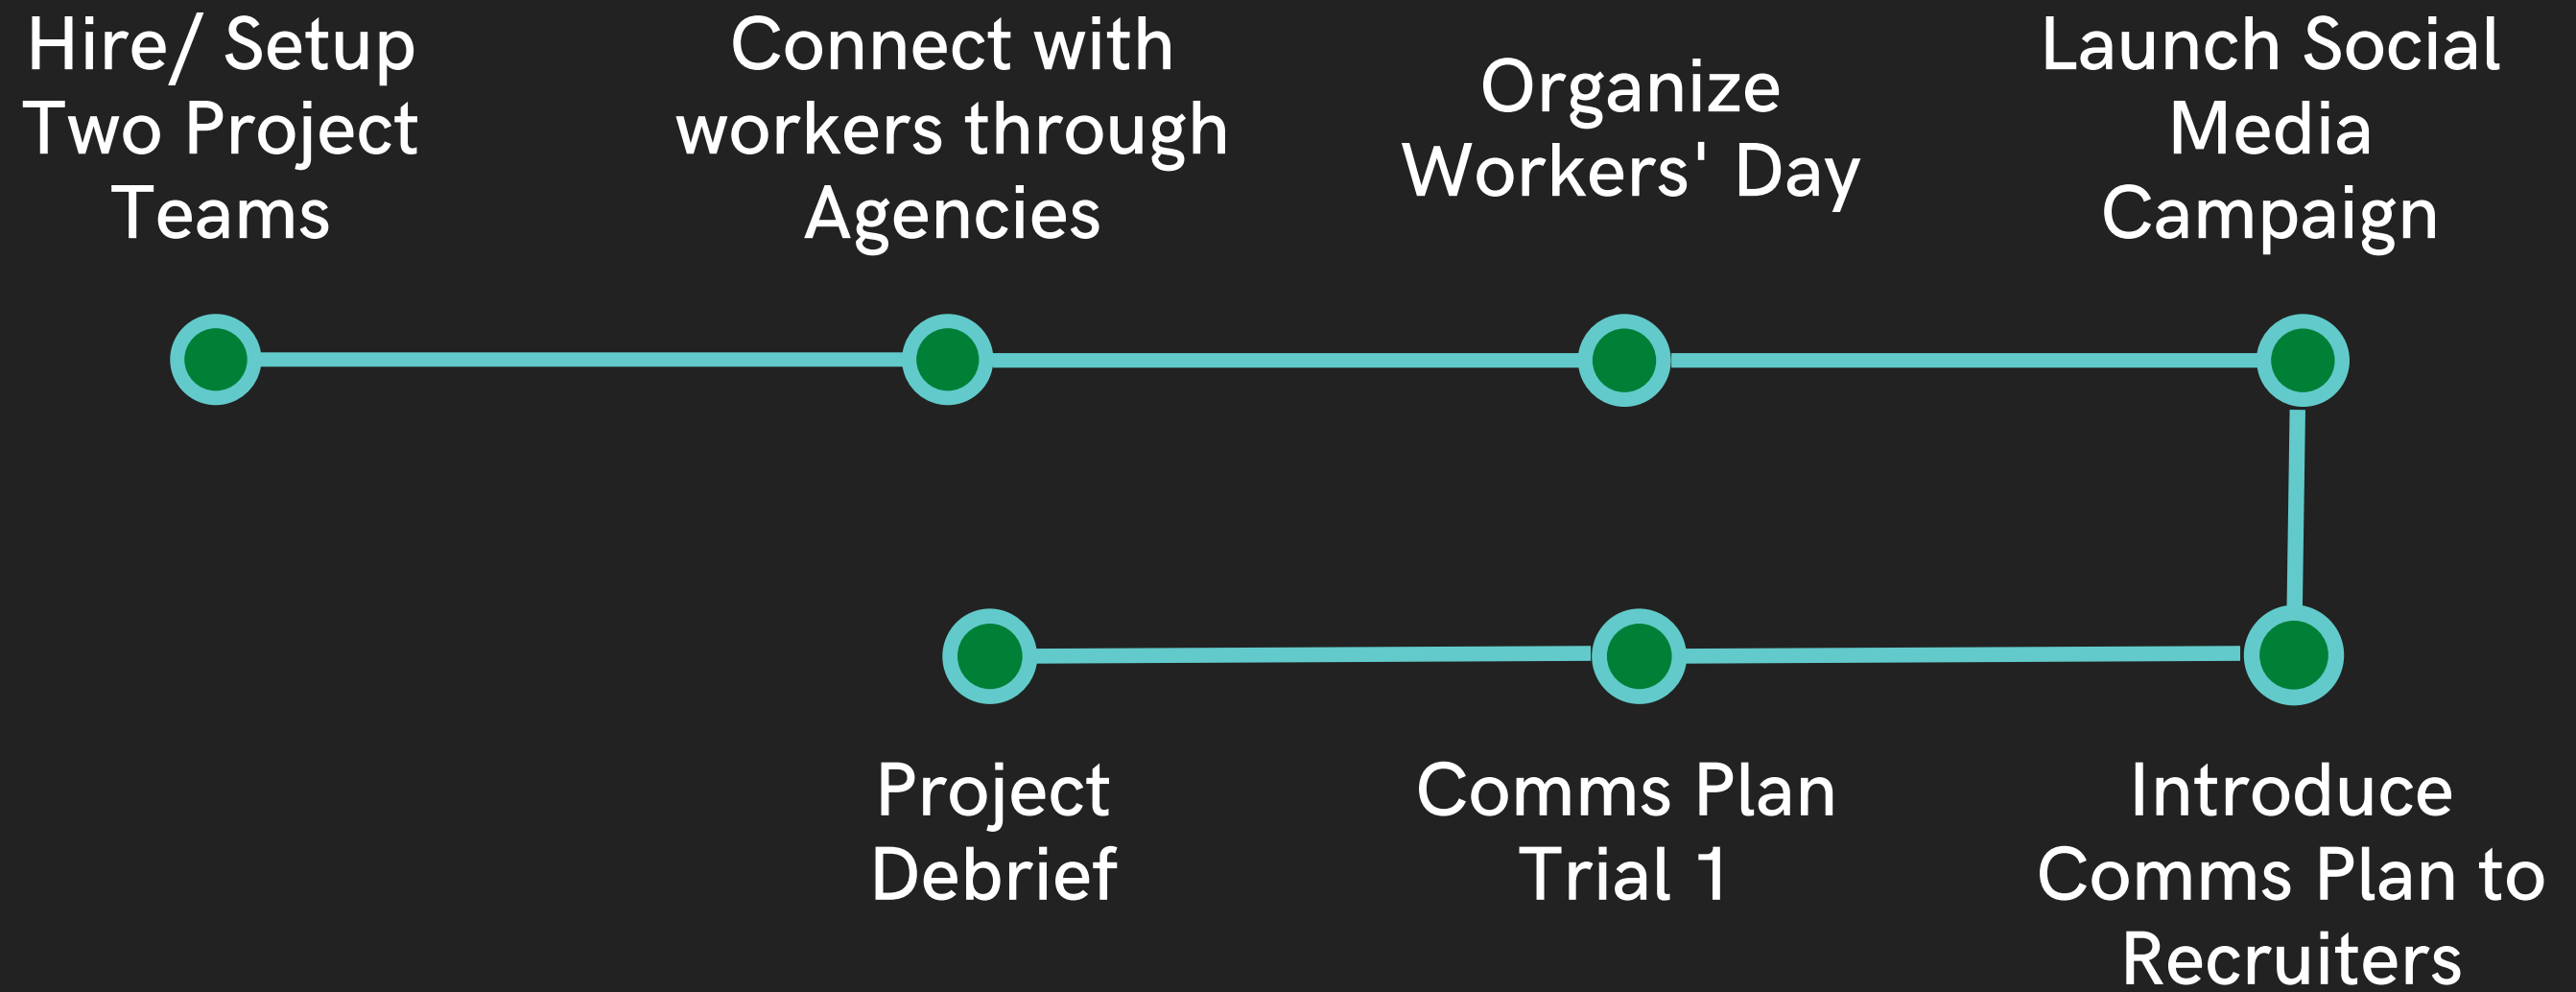 Hire/ Setup
Two Project
Teams
Connect with
workers through
Agencies
Organize
Workers' Day
Launch Social
Media
Campaign
Project
Debrief
Comms Plan
Trial 1
Introduce
Comms Plan to
Recruiters